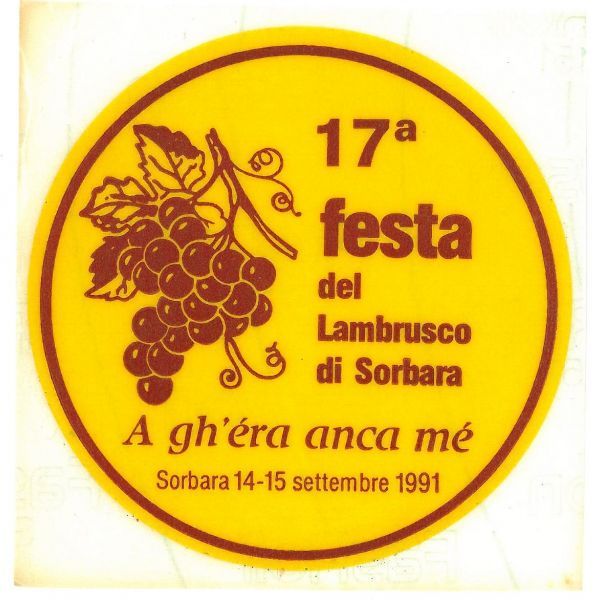 17ª
festa
del
Lambrusco
di Sorbara
A gh'éra anca mé
Sorbara 14-15 settembre 1991